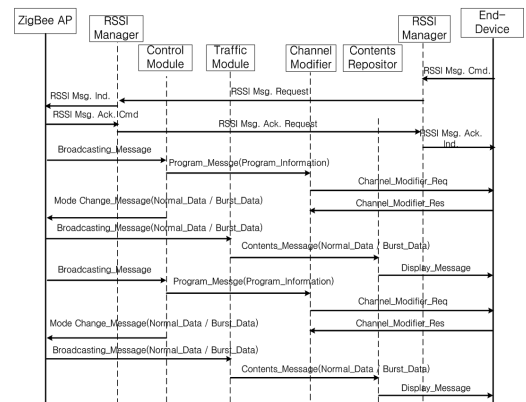 ZigBee AP
RSSI
Manager
RSSI
Manager
End-
Device
Control
Module
Traffic
Module
Channel
Modifier
Contents
Repositor
RSSI Msg. Cmd.
RSSI Msg. Ind.
RSSI Msg. Request
RSSI Msg. Ack. Cmd
RSSI Msg. Ack. Request
RSSI Msg. Ack.
Ind.
Broadcasting_Message
Program_Messge(Program_Information)
Channel_Modifier_Req
Mode Change_Message(Normal_Data / Burst_Data)
Channel_Modifier_Res
Broadcasting_Message(Normal_Data / Burst_Data)
Contents_Message(Normal_Data / Burst_Data)
Broadcasting_Message
Display_Message
Program_Messge(Program_Information)
Channel_Modifier_Req
Mode Change_Message(Normal_Data / Burst_Data)
Channel_Modifier_Res
Broadcasting_Message(Normal_Data / Burst_Data)
Contents_Message(Normal_Data / Burst_Data)
Display_Message